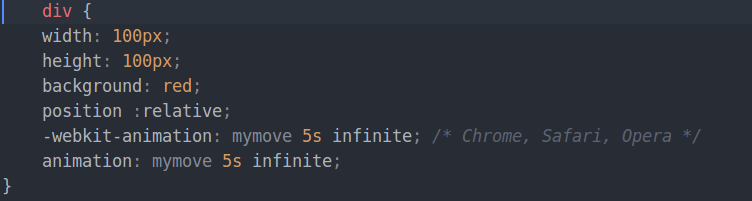 div {
width: 100px;
height: 100px;
background: red;
position :relative;
-webkit-animation: mymove 5s infinite; /* Chrome, Safari, Opera */
animation: mymove 5s infinite;
}